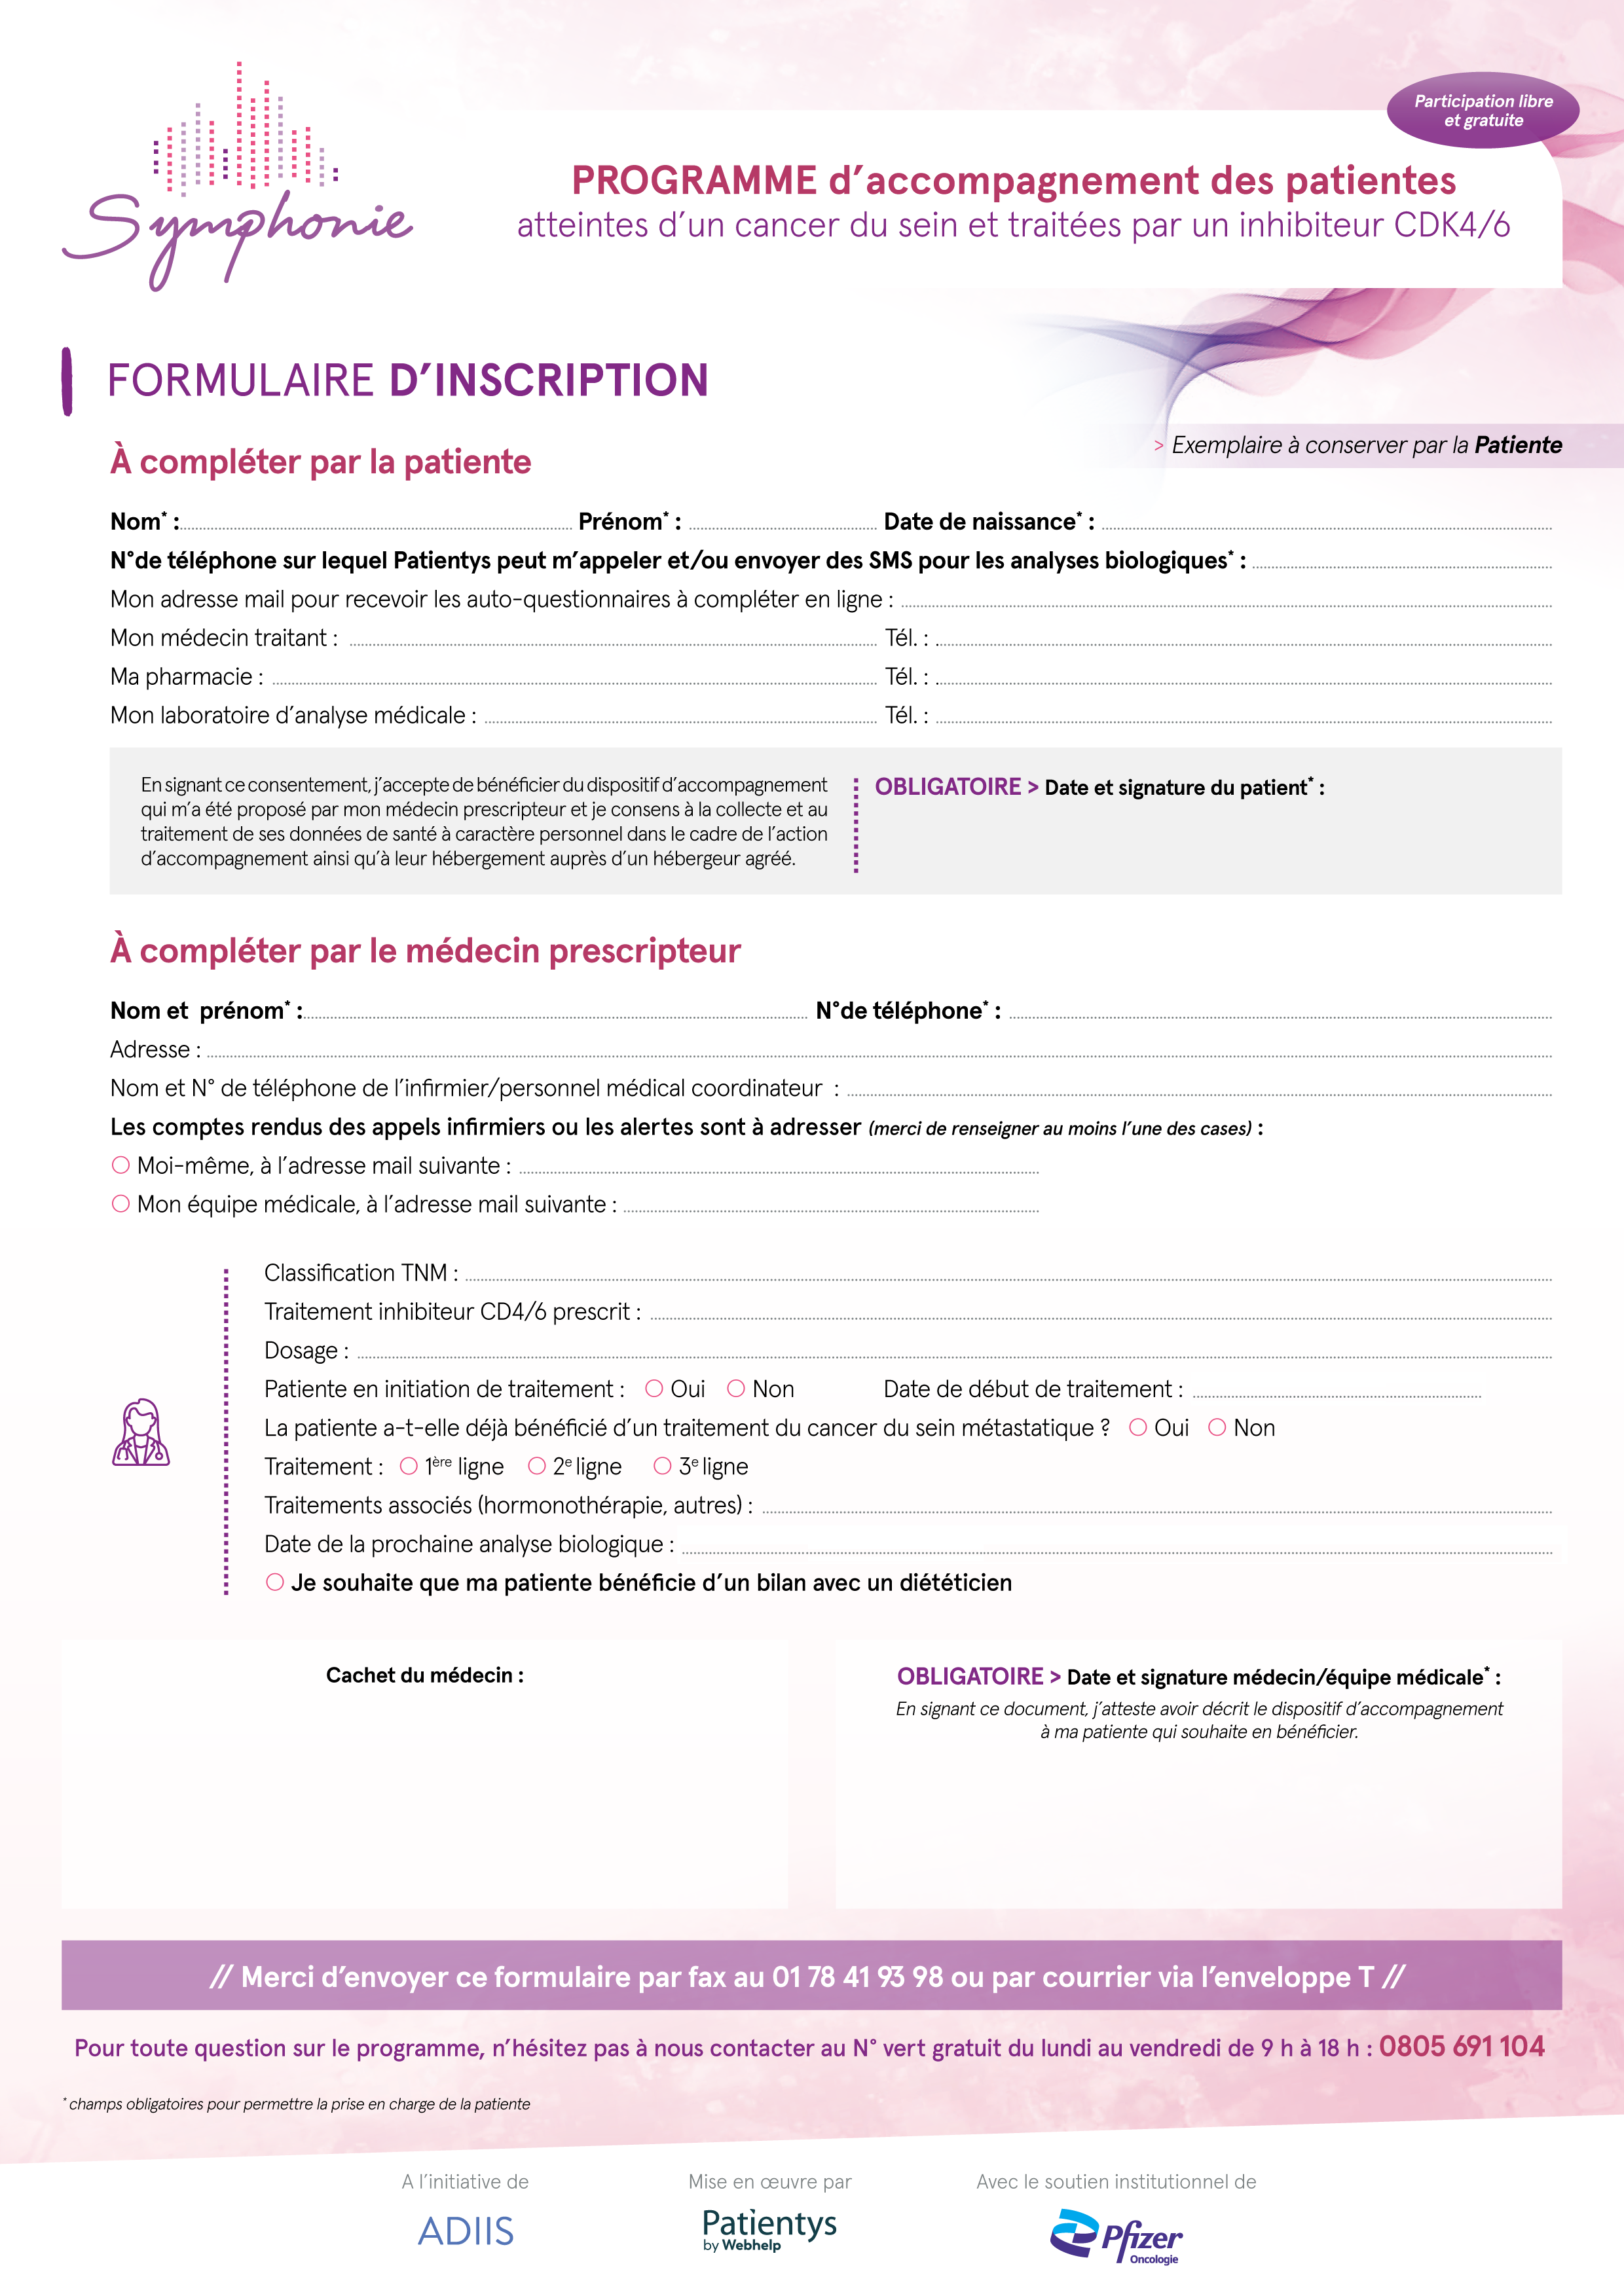 Participation libre
et gratuite
Symphonie
PROGRAMME d’accompagnement des patientes
atteintes d’un cancer du sein et traitées par un inhibiteur CDK4/6
FORMULAIRE D’INSCRIPTION
> Exemplaire à conserver par la Patiente
À compléter par la patiente
Nom* : Prénom* : Date de naissance* :
N°de téléphone sur lequel Patientys peut m’appeler et/ou envoyer des SMS pour les analyses biologiques* :
Mon adresse mail pour recevoir les auto-questionnaires à compléter en ligne :
Mon médecin traitant : Tél. :
Ma pharmacie : Tél. :
Mon laboratoire d’analyse médicale : Tél. :
En signant ce consentement, j’accepte de bénéficier du dispositif d’accompagnement
qui m’a été proposé par mon médecin prescripteur et je consens à la collecte et au
traitement de ses données de santé à caractère personnel dans le cadre de l’action
d’accompagnement ainsi qu’à leur hébergement auprès d’un hébergeur agréé.
OBLIGATOIRE > Date et signature du patient* :
À compléter par le médecin prescripteur
Nom et prénom* : N°de téléphone* :
Adresse :
Nom et N° de téléphone de l’infirmier/personnel médical coordinateur :
Les comptes rendus des appels infirmiers ou les alertes sont à adresser (merci de renseigner au moins l’une des cases) :
Moi-même, à l’adresse mail suivante :
Mon équipe médicale, à l’adresse mail suivante :
Classification TNM :
Traitement inhibiteur CD4/6 prescrit :
Dosage :
Patiente en initiation de traitement : Oui Non Date de début de traitement :
La patiente a-t-elle déjà bénéficié d’un traitement du cancer du sein métastatique ? Oui Non
Traitement : 1ère ligne 2e ligne 3e ligne
Traitements associés (hormonothérapie, autres) :
Date de la prochaine analyse biologique :
Je souhaite que ma patiente bénéficie d’un bilan avec un diététicien
Cachet du médecin :
OBLIGATOIRE > Date et signature médecin/équipe médicale* :
En signant ce document, j’atteste avoir décrit le dispositif d’accompagnement
à ma patiente qui souhaite en bénéficier.
// Merci d’envoyer ce formulaire par fax au 01 78 41 93 98 ou par courrier via l’enveloppe T //
Pour toute question sur le programme, n’hésitez pas à nous contacter au N° vert gratuit du lundi au vendredi de 9 h à 18 h : 0805 691 104
* champs obligatoires pour permettre la prise en charge de la patiente
A l’initiative de
ADIIS
Mise en œuvre par
Patientys
by Webhelp
Avec le soutien institutionnel de
Pfizer
Oncologie